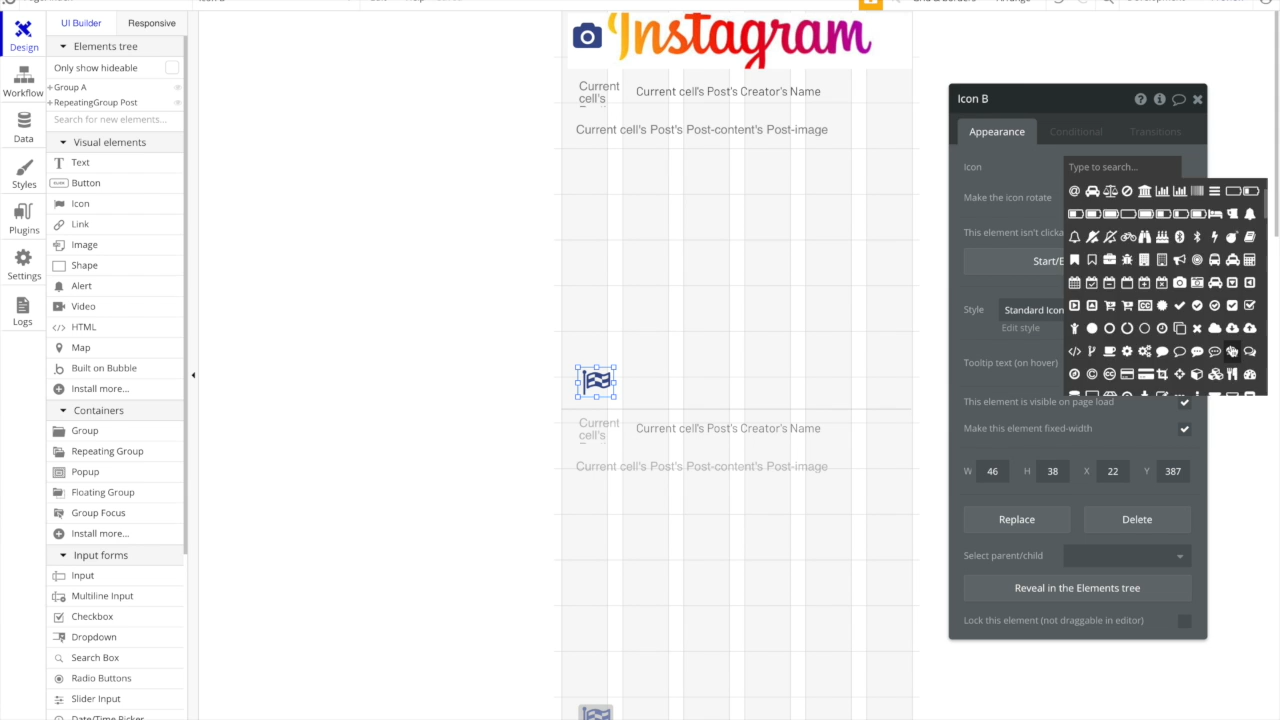 UI Builder
Responsive
Design
Elements tree
Only show hideable
Group A
RepeatingGroup Post
Search for new elements...
Workflow
Visual elements
Data
Text
CLICK
Button
Styles
Icon
Link
Plugins
Image
Shape
Settings
Alert
Video
Logs
HTML
Map
Built on Bubble
Install more...
Containers
Group
Repeating Group
Popup
Floating Group
Group Focus
Install more...
Input forms
Input
Multiline Input
Checkbox
Dropdown
Search Box
Radio Buttons
Slider Input
Date/Time Picker
Instagram
Current
cell's
Current cell's Post's Creator's Name
Current cell's Post's Post-content's Post-image
Current
cell's
Current cell's Post's Creator's Name
Current cell's Post's Post-content's Post-image
Icon B
Appearance
Conditional
Transitions
Icon
Type to search...
Make the icon rotate
This element isn't clicka
Start/E
Style
Standard Icon
Edit style
Tooltip text (on hover)
This element is visible on page load
Make this element fixed-width
W 46 H 38 X 22 Y 387
Replace
Delete
Select parent/child
Reveal in the Elements tree
Lock this element (not draggable in editor)